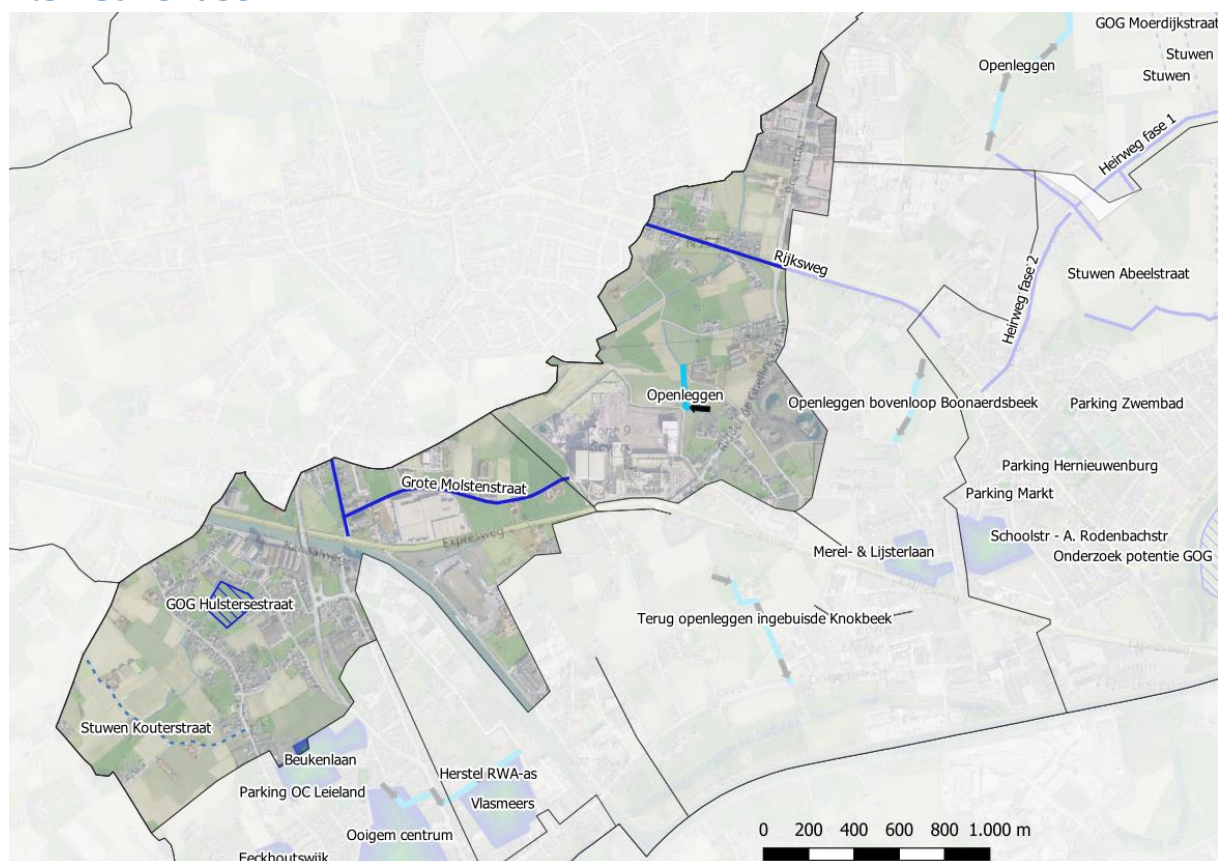 GOG Moerdijkstraat
Stuwen
Openleggen
Stuwen
Heirweg fase 1
Rijksweg
Heirweg fase 2
Stuwen Abeelstraat
Openleggen
Openleggen bovenloop Boonaerdsbeek
Parking Zwembad
Parking Hernieuwenburg
Grote Molstenstraat
Parking Markt
Expresweg
Schoolstr - A. Rodenbachstr
Merel- & Lijsterlaan
Onderzoek potentie GOG
GOG Hulstersestraat
Terug openleggen ingebuisde Knokbeek
Stuwen Kouterstraat
Beukenlaan
Herstel RWA-as
Parking OC Leieland
Vlasmeers
Ooigem centrum
0 200 400 600 800 1.000 m
Eeckhoutswijk